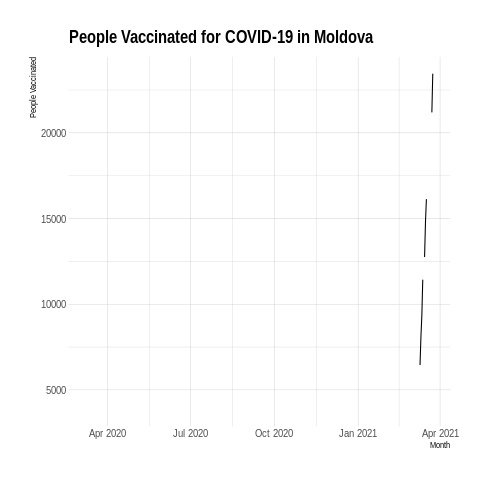 People Vaccinated for COVID-19 in Moldova
People Vaccinated
20000
15000
10000
5000
Apr 2020 Jul 2020 Oct 2020 Jan 2021 Apr 2021
Month